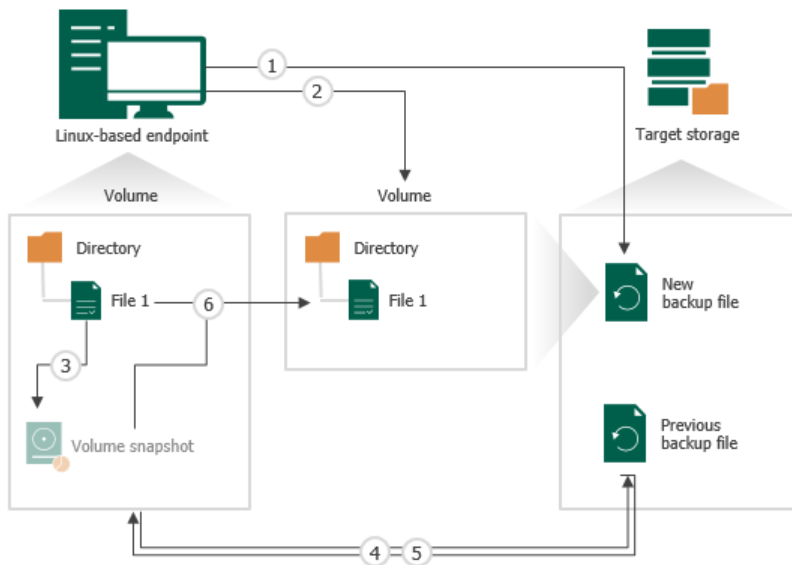 1
2
Linux-based endpoint
Target storage
Volume
Volume
Directory
Directory
File 1
6
File 1
New
backup file
3
Volume snapshot
Previous
backup file
4
5